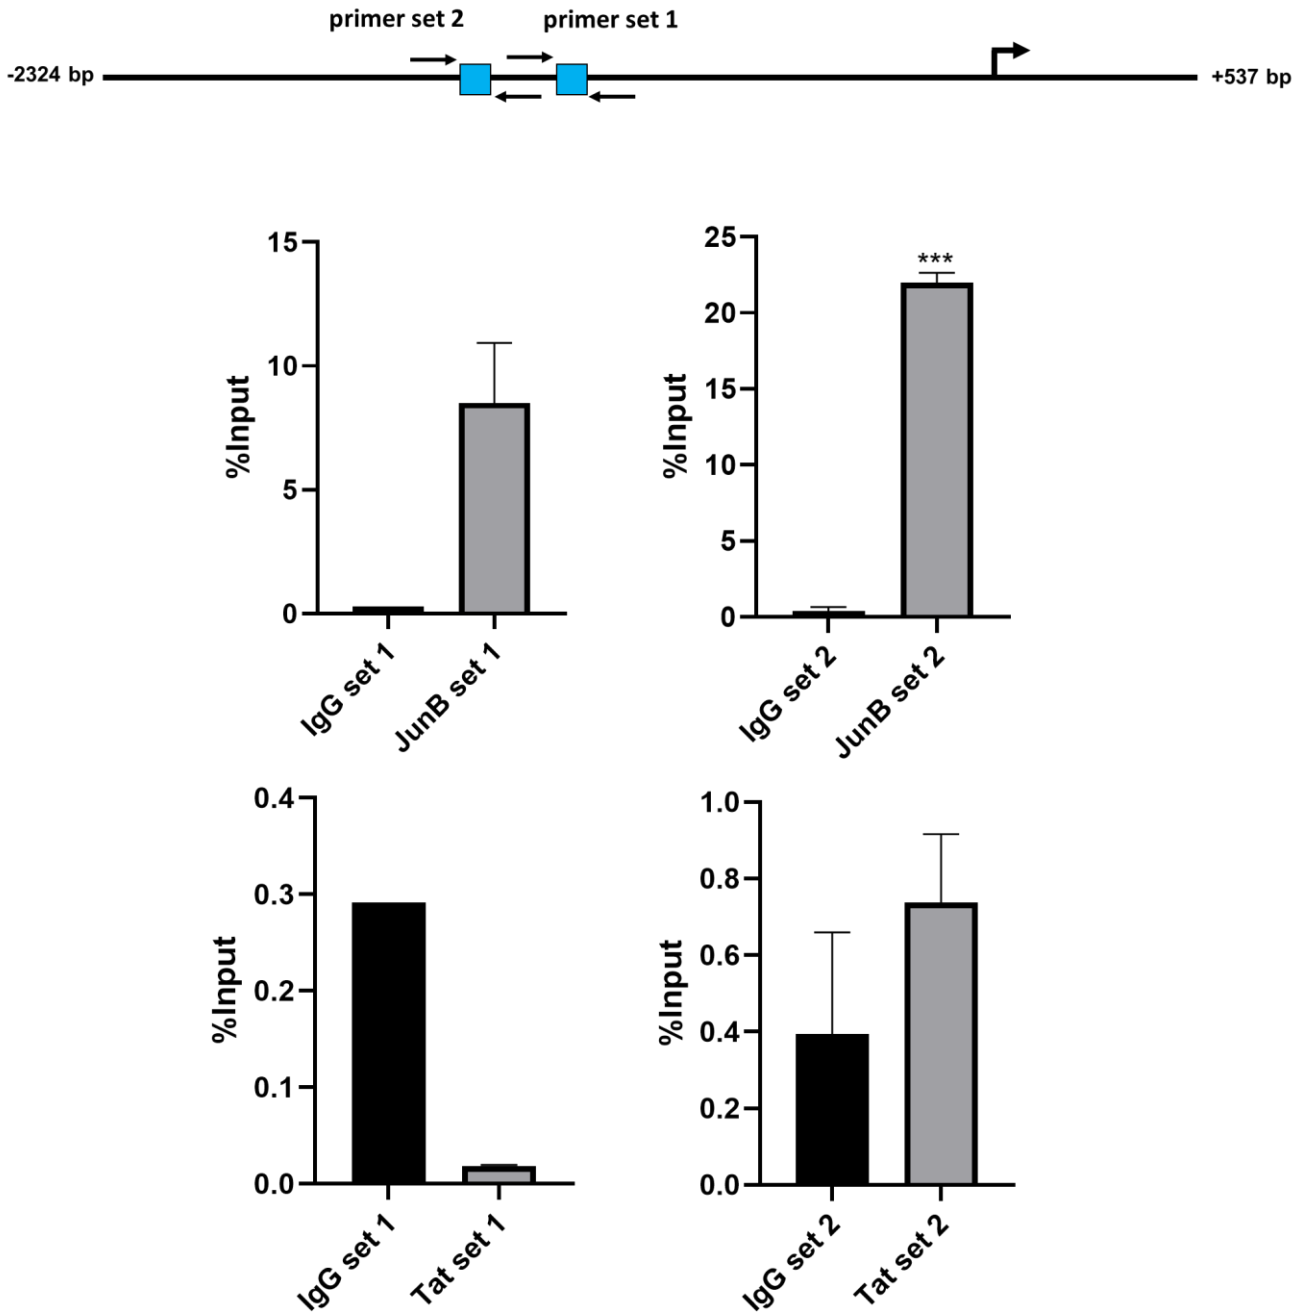 primer set 2 primer set 1
-2324 bp +537 bp
15
10
5
0
%Input
IgG set 1
JunB set 1
25
20
15
10
5
0
%Input
***
IgG set 2
JunB set 2
0.4
0.3
0.2
0.1
0.0
%Input
IgG set 1
Tat set 1
1.0
0.8
0.6
0.4
0.2
0.0
%Input
IgG set 2
Tat set 2